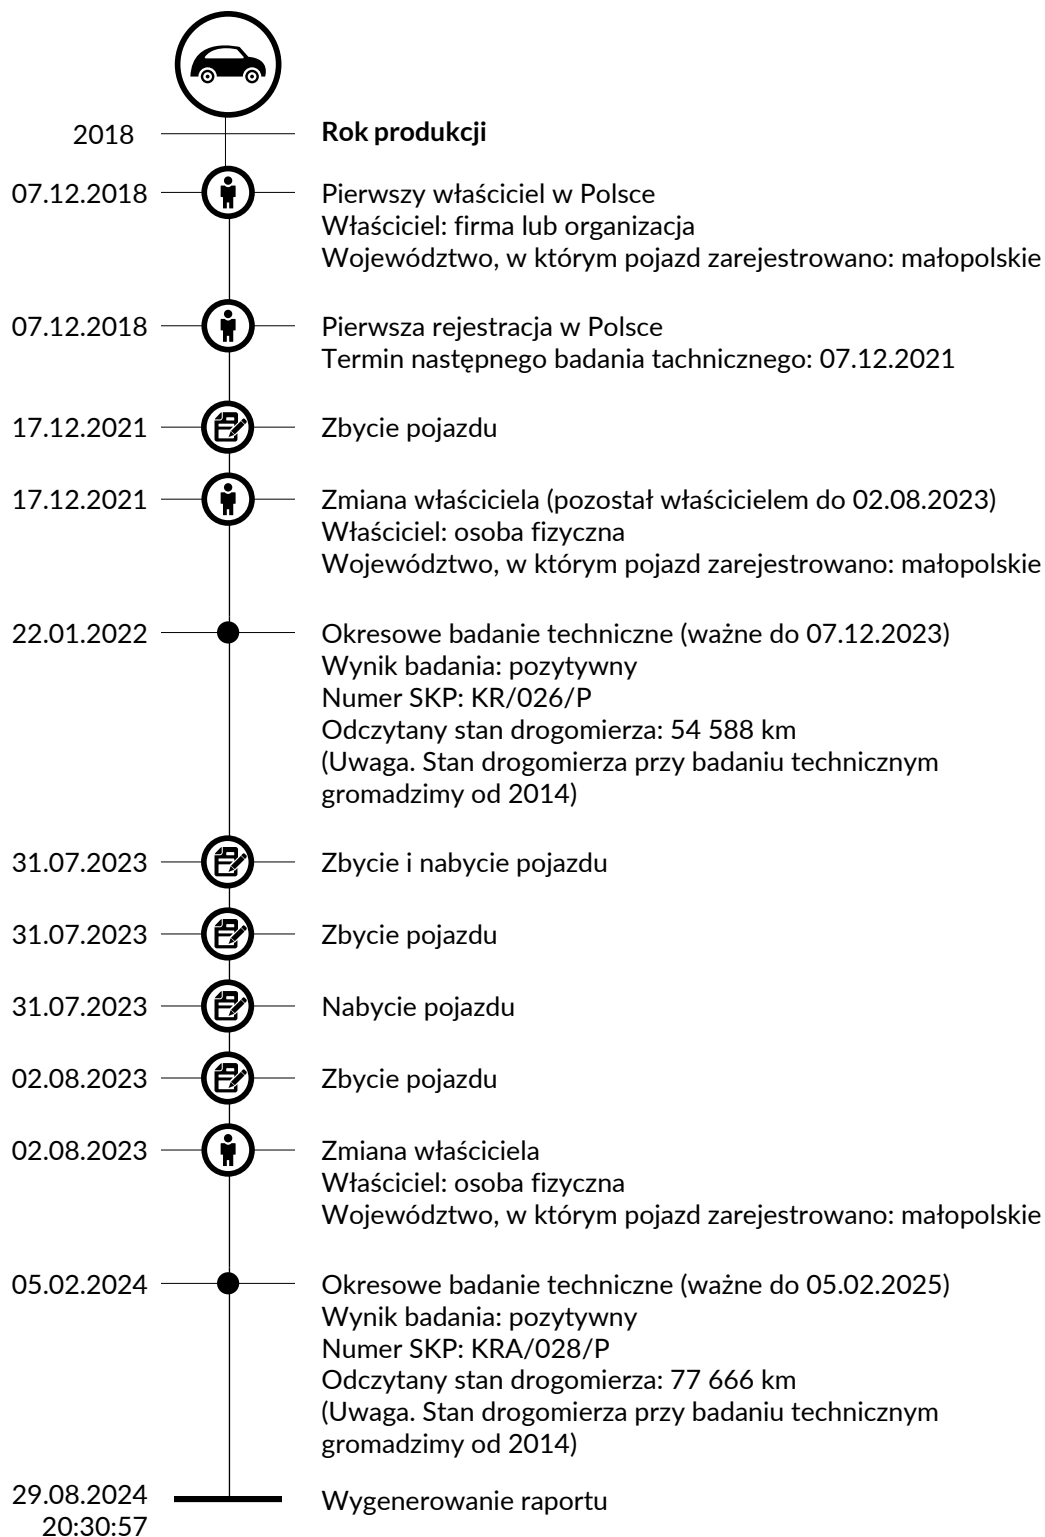 2018 Rok produkcji
07.12.2018 Pierwszy właściciel w Polsce
Właściciel: firma lub organizacja
Województwo, w którym pojazd zarejestrowano: małopolskie
07.12.2018 Pierwsza rejestracja w Polsce
Termin następnego badania tachnicznego: 07.12.2021
17.12.2021 Zbycie pojazdu
17.12.2021 Zmiana właściciela (pozostał właścicielem do 02.08.2023)
Właściciel: osoba fizyczna
Województwo, w którym pojazd zarejestrowano: małopolskie
22.01.2022 Okresowe badanie techniczne (ważne do 07.12.2023)
Wynik badania: pozytywny
Numer SKP: KR/026/P
Odczytany stan drogomierza: 54 588 km
(Uwaga. Stan drogomierza przy badaniu technicznym
gromadzimy od 2014)
31.07.2023 Zbycie i nabycie pojazdu
31.07.2023 Zbycie pojazdu
31.07.2023 Nabycie pojazdu
02.08.2023 Zbycie pojazdu
02.08.2023 Zmiana właściciela
Właściciel: osoba fizyczna
Województwo, w którym pojazd zarejestrowano: małopolskie
05.02.2024 Okresowe badanie techniczne (ważne do 05.02.2025)
Wynik badania: pozytywny
Numer SKP: KRA/028/P
Odczytany stan drogomierza: 77 666 km
(Uwaga. Stan drogomierza przy badaniu technicznym
gromadzimy od 2014)
29.08.2024 Wygenerowanie raportu
20:30:57